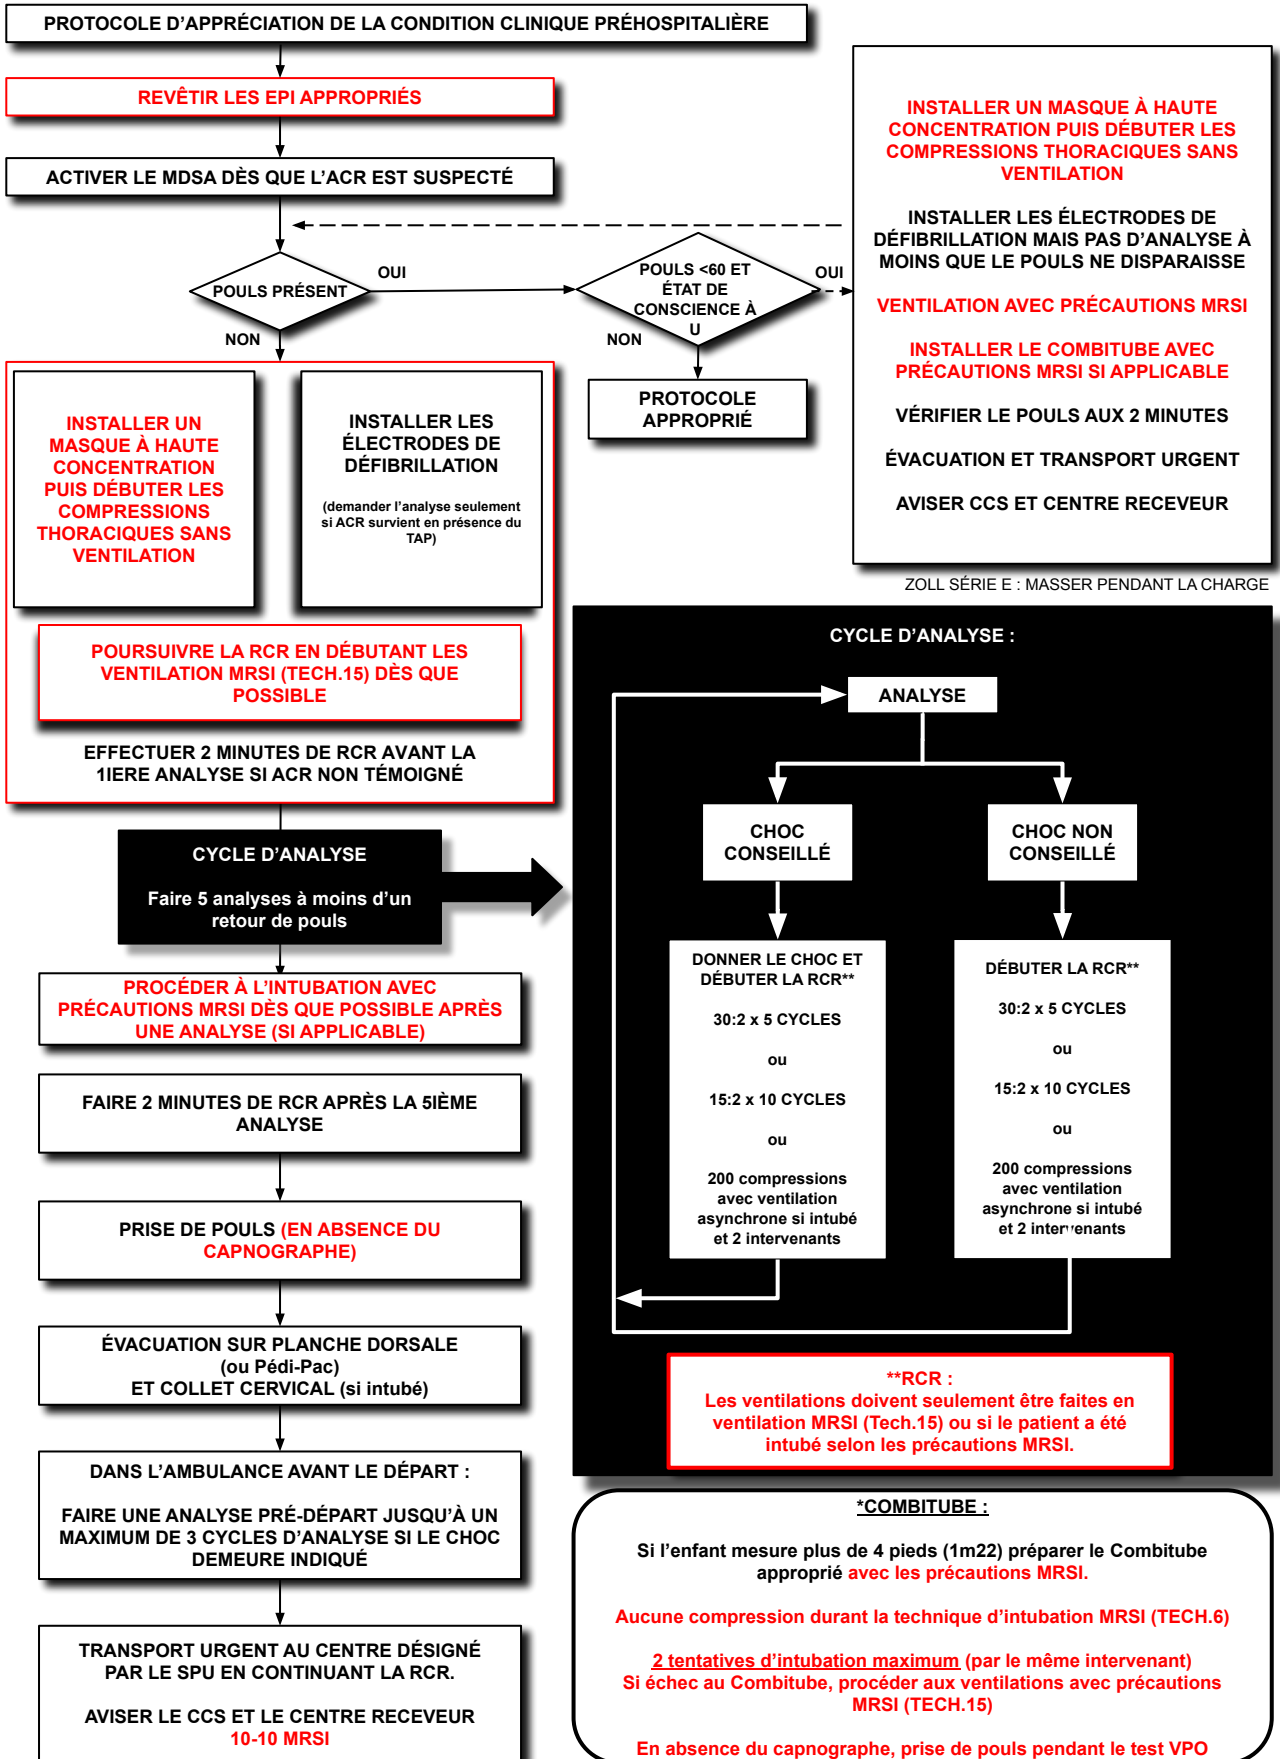 PROTOCOLE D'APPRÉCIATION DE LA CONDITION CLINIQUE PRÉHOSPITALIÈRE
REVÊTIR LES EPI APPROPRIÉS
ACTIVER LE MDSA DÈS QUE L'ACR EST SUSPECTÉ
POULS PRÉSENT
OUI
NON
POULS <60 ET
ÉTAT DE
CONSCIENCE À
U
OUI
NON
PROTOCOLE
APPROPRIÉ
INSTALLER UN MASQUE À HAUTE
CONCENTRATION PUIS DÉBUTER LES
COMPRESSIONS THORACIQUES SANS
VENTILATION
INSTALLER LES ÉLECTRODES DE
DÉFIBRILLATION MAIS PAS D'ANALYSE À
MOINS QUE LE POULS NE DISPARAISSE
VENTILATION AVEC PRÉCAUTIONS MRSI
INSTALLER LE COMBITUBE AVEC
PRÉCAUTIONS MRSI SI APPLICABLE
VÉRIFIER LE POULS AUX 2 MINUTES
ÉVACUATION ET TRANSPORT URGENT
AVISER CCS ET CENTRE RECEVEUR
ZOLL SÉRIE E : MASSER PENDANT LA CHARGE
INSTALLER UN
MASQUE À HAUTE
CONCENTRATION
PUIS DÉBUTER LES
COMPRESSIONS
THORACIQUES SANS
VENTILATION
INSTALLER LES
ÉLECTRODES DE
DÉFIBRILLATION
(demander l'analyse seulement
si ACR survient en présence du
TAP)
POURSUIVRE LA RCR EN DÉBUTANT LES
VENTILATION MRSI (TECH.15) DÈS QUE
POSSIBLE
EFFECTUER 2 MINUTES DE RCR AVANT LA
1IERE ANALYSE SI ACR NON TÉMOIGNÉ
CYCLE D'ANALYSE
Faire 5 analyses à moins d'un
retour de pouls
PROCÉDER À L'INTUBATION AVEC
PRÉCAUTIONS MRSI DÈS QUE POSSIBLE APRÈS
UNE ANALYSE (SI APPLICABLE)
FAIRE 2 MINUTES DE RCR APRÈS LA 5IÈME
ANALYSE
PRISE DE POULS (EN ABSENCE DU
CAPNOGRAPHE)
ÉVACUATION SUR PLANCHE DORSALE
(ou Pédi-Pac)
ET COLLET CERVICAL (si intubé)
DANS L'AMBULANCE AVANT LE DÉPART :
FAIRE UNE ANALYSE PRÉ-DÉPART JUSQU'À UN
MAXIMUM DE 3 CYCLES D'ANALYSE SI LE CHOC
DEMEURE INDIQUÉ
TRANSPORT URGENT AU CENTRE DÉSIGNÉ
PAR LE SPU EN CONTINUANT LA RCR.
AVISER LE CCS ET LE CENTRE RECEVEUR
10-10 MRSI
CYCLE D'ANALYSE :
ANALYSE
CHOC
CONSEILLÉ
CHOC NON
CONSEILLÉ
DONNER LE CHOC ET
DÉBUTER LA RCR**
30:2 x 5 CYCLES
ou
15:2 x 10 CYCLES
ou
200 compressions
avec ventilation
asynchrone si intubé
et 2 intervenants
DÉBUTER LA RCR**
30:2 x 5 CYCLES
ou
15:2 x 10 CYCLES
ou
200 compressions
avec ventilation
asynchrone si intubé
et 2 intervenants
**RCR :
Les ventilations doivent seulement être faites en
ventilation MRSI (Tech.15) ou si le patient a été
intubé selon les précautions MRSI.
*COMBITUBE :
Si l'enfant mesure plus de 4 pieds (1m22) préparer le Combitube
approprié avec les précautions MRSI.
Aucune compression durant la technique d'intubation MRSI (TECH.6)
2 tentatives d'intubation maximum (par le même intervenant)
Si échec au Combitube, procéder aux ventilations avec précautions
MRSI (TECH.15)
En absence du capnographe, prise de pouls pendant le test VPO